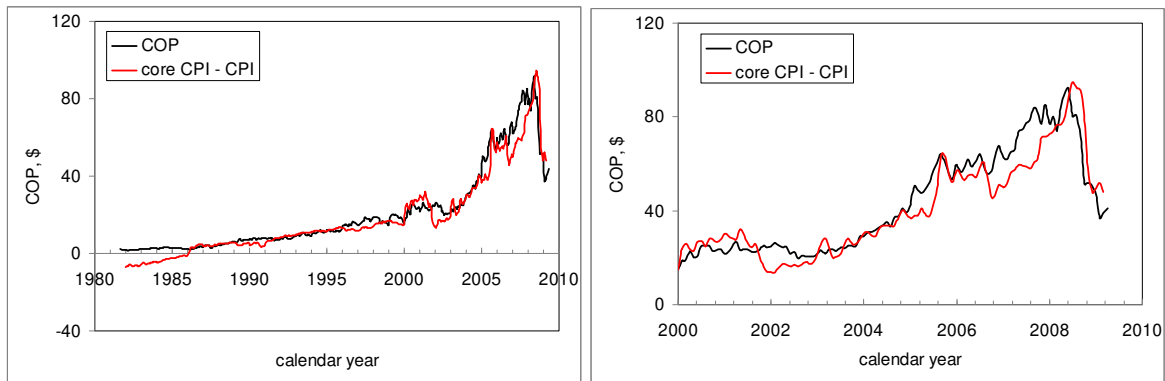 120
COP
core CPI - CPI
80
COP, $
40
0
1980 1985 1990 1995 2000 2005 2010
-40
calendar year
120
COP
core CPI - CPI
80
COP, $
40
0
2000 2002 2004 2006 2008 2010
calendar year